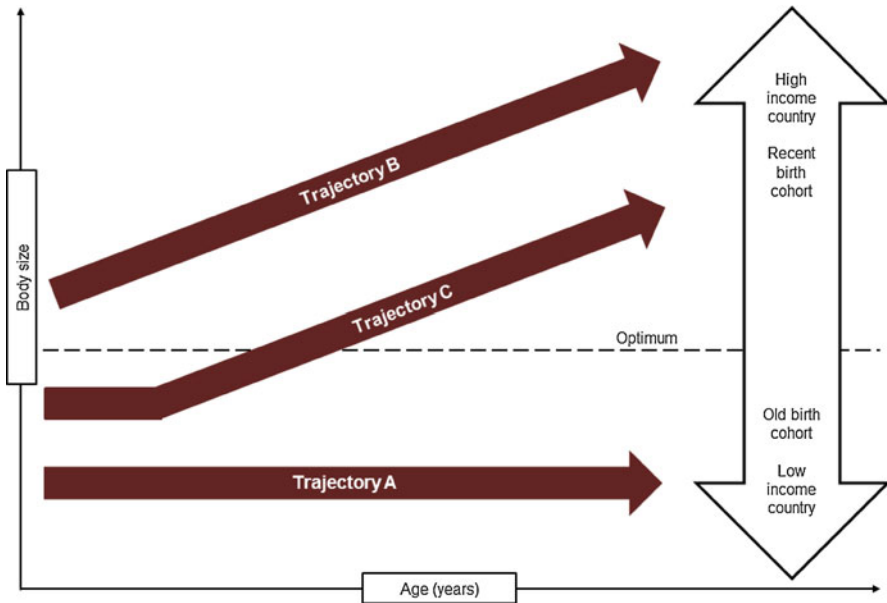 High
income
country
Recent
birth
cohort
Trajectory B
Body size
Trajectory C
Optimum
Old birth
cohort
Low
income
country
Trajectory A
Age (years)